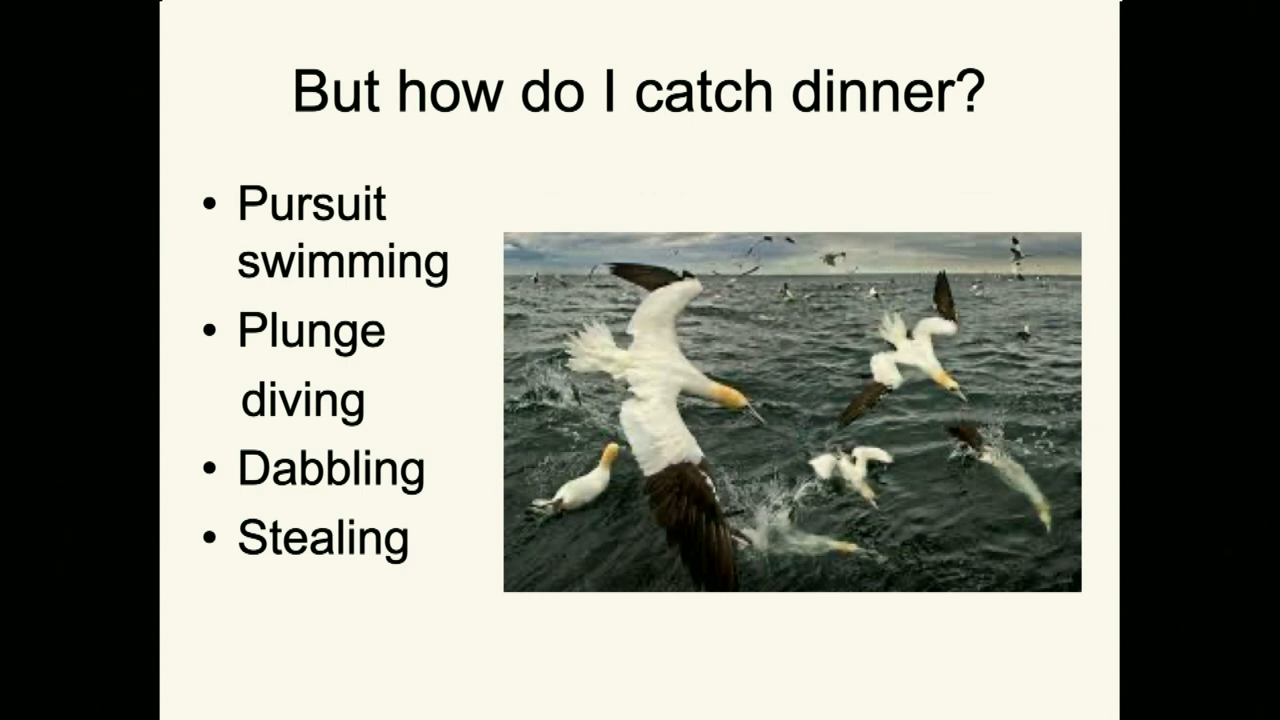 But how do I catch dinner?
• Pursuit
swimming
• Plunge
diving
• Dabbling
• Stealing